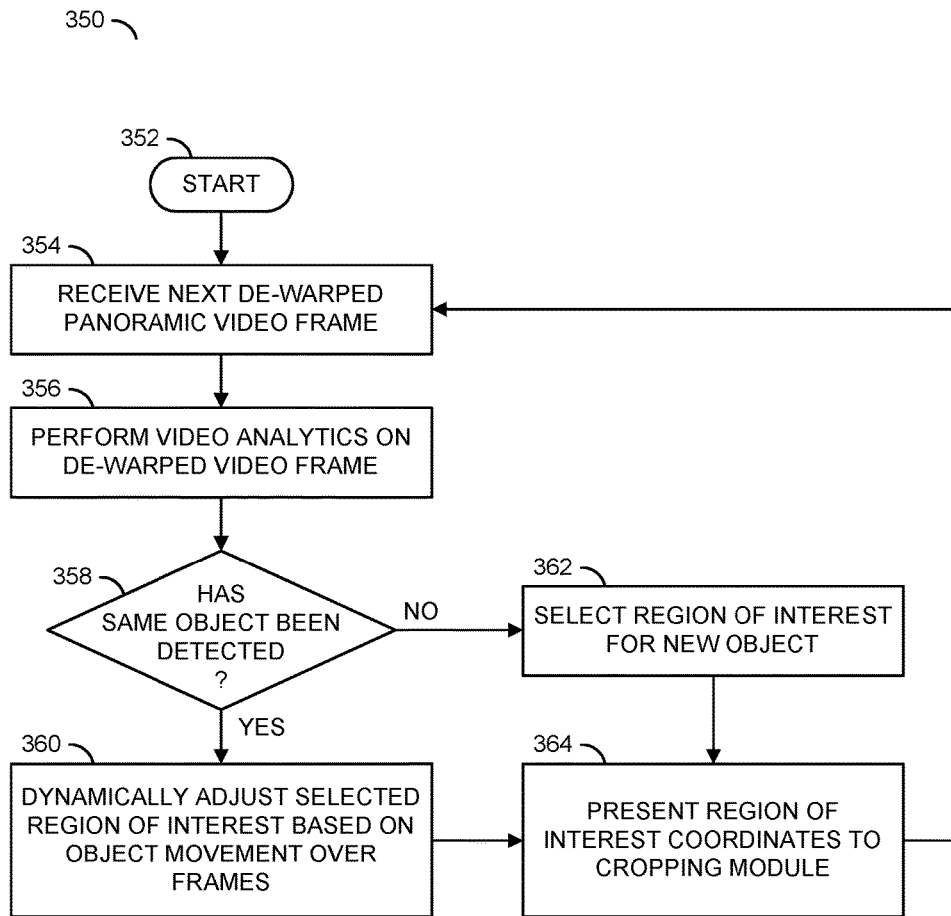 350
352
START
354
RECEIVE NEXT DE-WARPED
PANORAMIC VIDEO FRAME
356
PERFORM VIDEO ANALYTICS ON
DE-WARPED VIDEO FRAME
358
HAS
SAME OBJECT BEEN
DETECTED
?
NO
362
SELECT REGION OF INTEREST
FOR NEW OBJECT
YES
360
DYNAMICALLY ADJUST SELECTED
REGION OF INTEREST BASED ON
OBJECT MOVEMENT OVER
FRAMES
364
PRESENT REGION OF
INTEREST COORDINATES TO
CROPPING MODULE